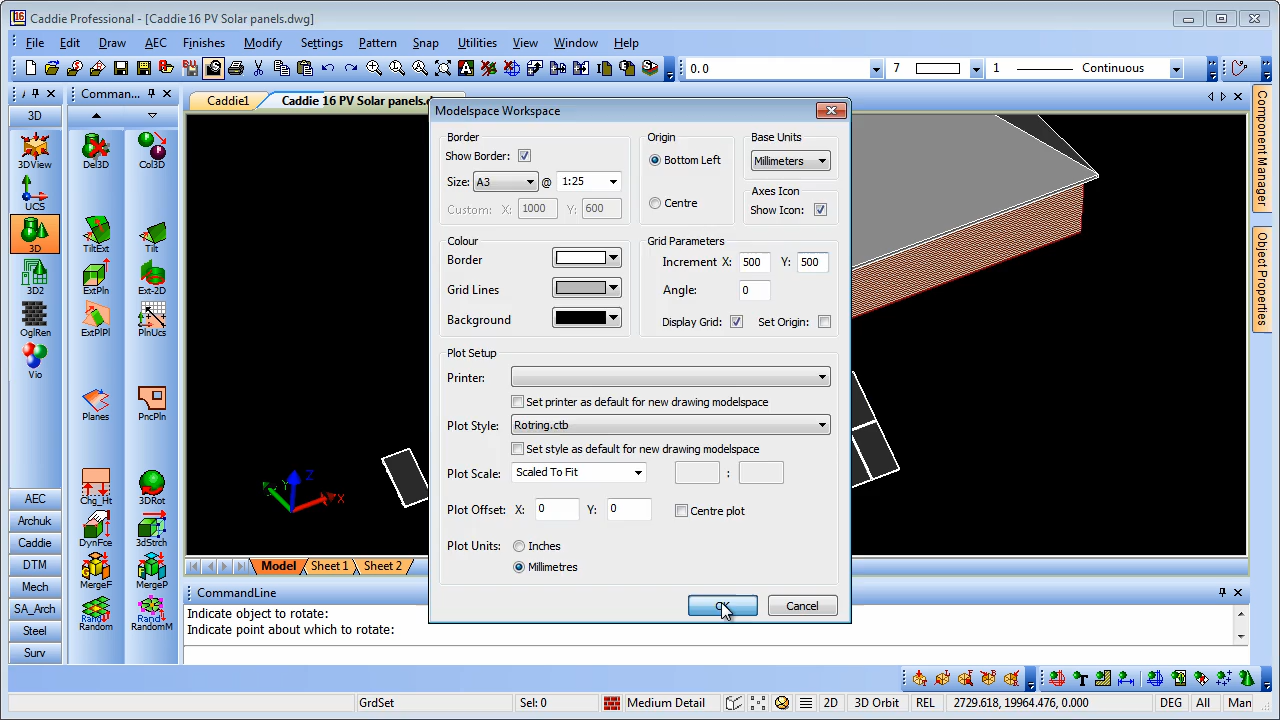 Caddie Professional - [Caddie 16 PV Solar panels.dwg]
File Edit Draw AEC Finishes Modify Settings Pattern Snap Utilities View Window Help
0. 0 7 1 Continuous
Comman...
Caddie1 Caddie 16 PV Solar panels.d
3D
3DView
UCS
3D
3D2
OglRen
Vio
AEC
Archuk
Caddie
DTM
Mech
SA_Arch
Steel
Surv
Del3D Col3D
TiltExt Tilt
ExtPln Ext-2D
ExtPlPl PlnUcs
Planes PncPln
Chg_Ht 3DRot
DynFce 3dStrch
MergeF MergeP
Random RandomM
Modelspace Workspace
Border
Show Border:
Size: A3 @ 1:25
Custom: X: 1000 Y: 600
Origin
Bottom Left
Centre
Base Units
Millimeters
Axes Icon
Show Icon:
Colour
Border
Grid Lines
Background
Grid Parameters
Increment X: 500 Y: 500
Angle: 0
Display Grid: Set Origin:
Plot Setup
Printer:
Set printer as default for new drawing modelspace
Plot Style: Rotring.ctb
Set style as default for new drawing modelspace
Plot Scale: Scaled To Fit :
Plot Offset: X: 0 Y: 0 Centre plot
Plot Units: Inches
Millimetres
OK Cancel
Z
Y
X
Component Manager
Object Properties
Model Sheet 1 Sheet 2
CommandLine
Indicate object to rotate:
Indicate point about which to rotate:
GrdSet Sel: 0 Medium Detail 2D 3D Orbit REL 2729.618, 19964.476, 0.000 DEG All Man